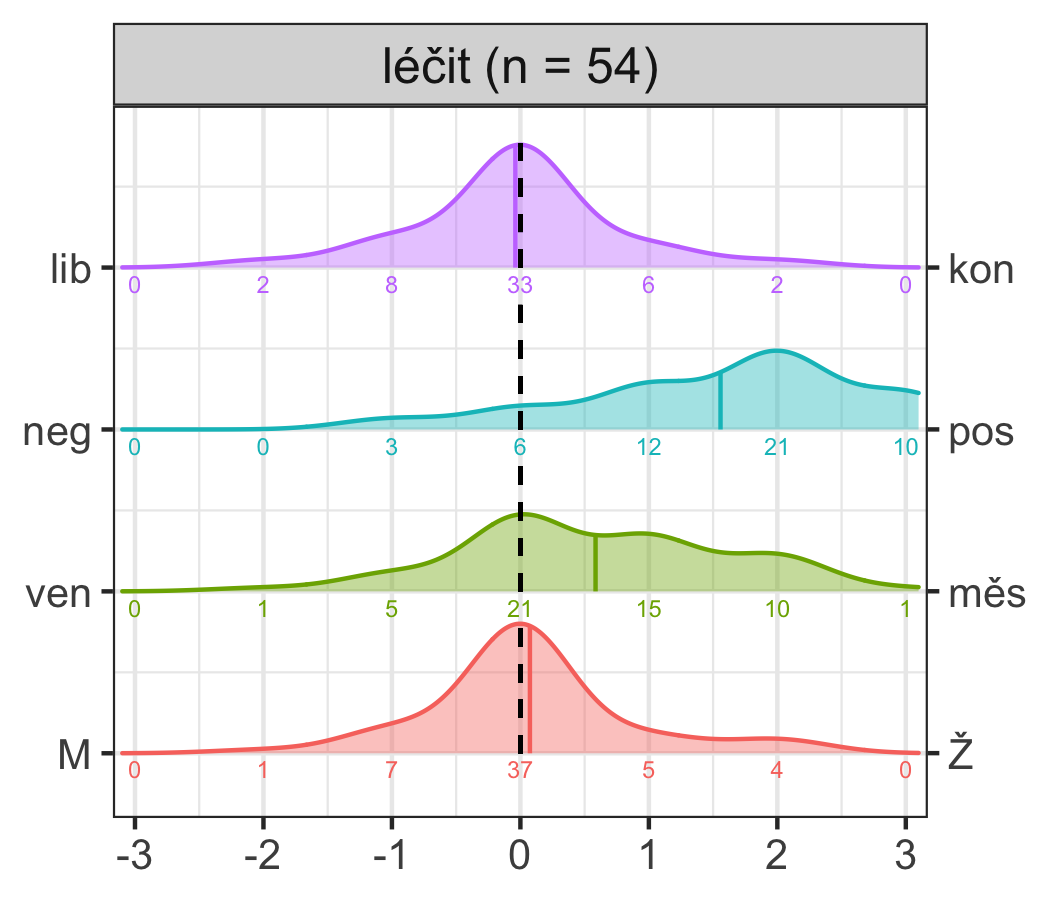 léčit (n = 54)
lib kon
0 2 8 33 6 2 0
neg pos
0 0 3 6 12 21 10
ven měs
0 1 5 21 15 10 1
M Ž
0 1 7 37 5 4 0
-3 -2 -1 0 1 2 3